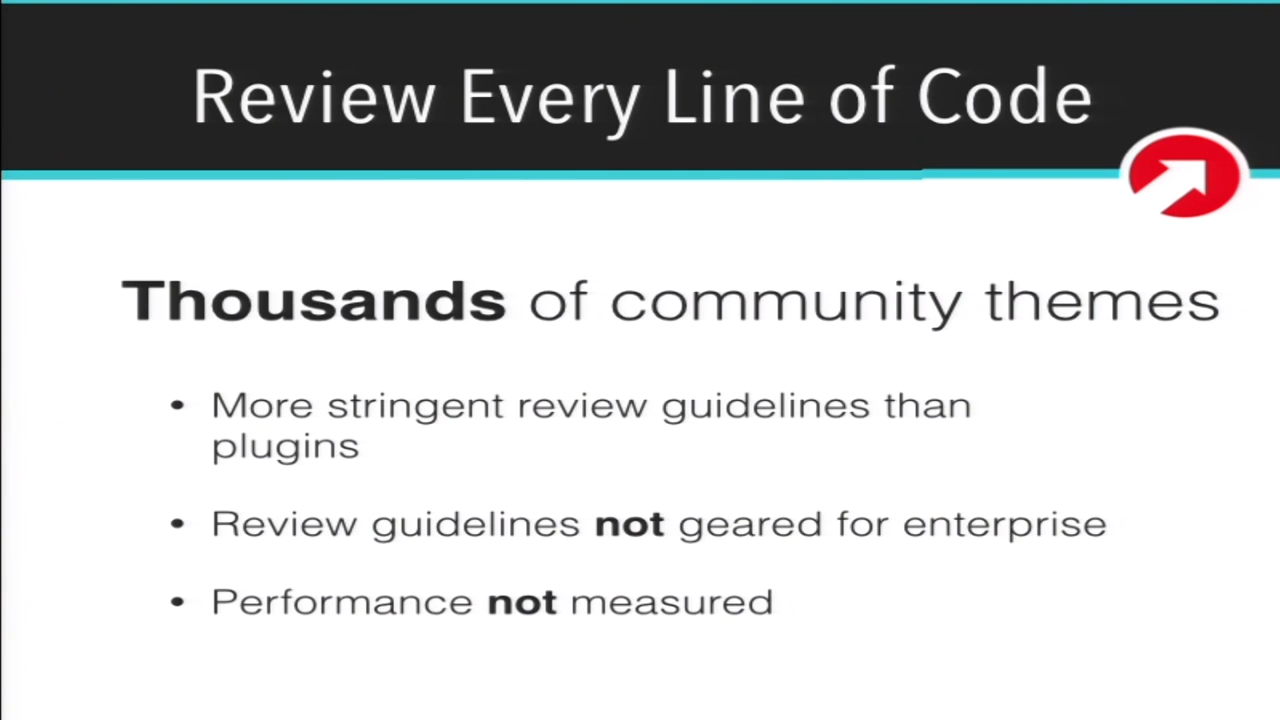 Review Every Line of Code
Thousands of community themes
• More stringent review guidelines than
plugins
• Review guidelines not geared for enterprise
• Performance not measured